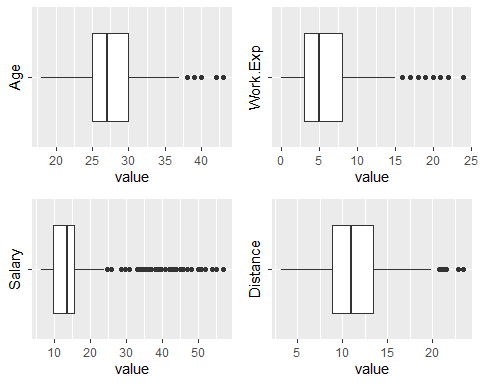 Age
20 25 30 35 40
value
Work.Exp
0 5 10 15 20 25
value
Salary
10 20 30 40 50
value
Distance
5 10 15 20
value